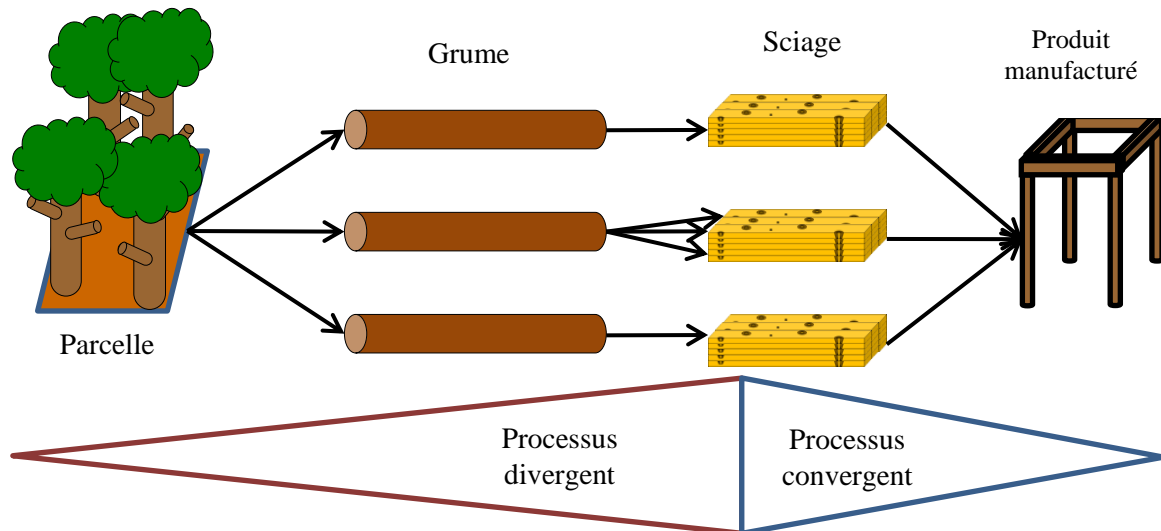 Grume
Sciage
Produit
manufacturé
Parcelle
Processus
divergent
Processus
convergent